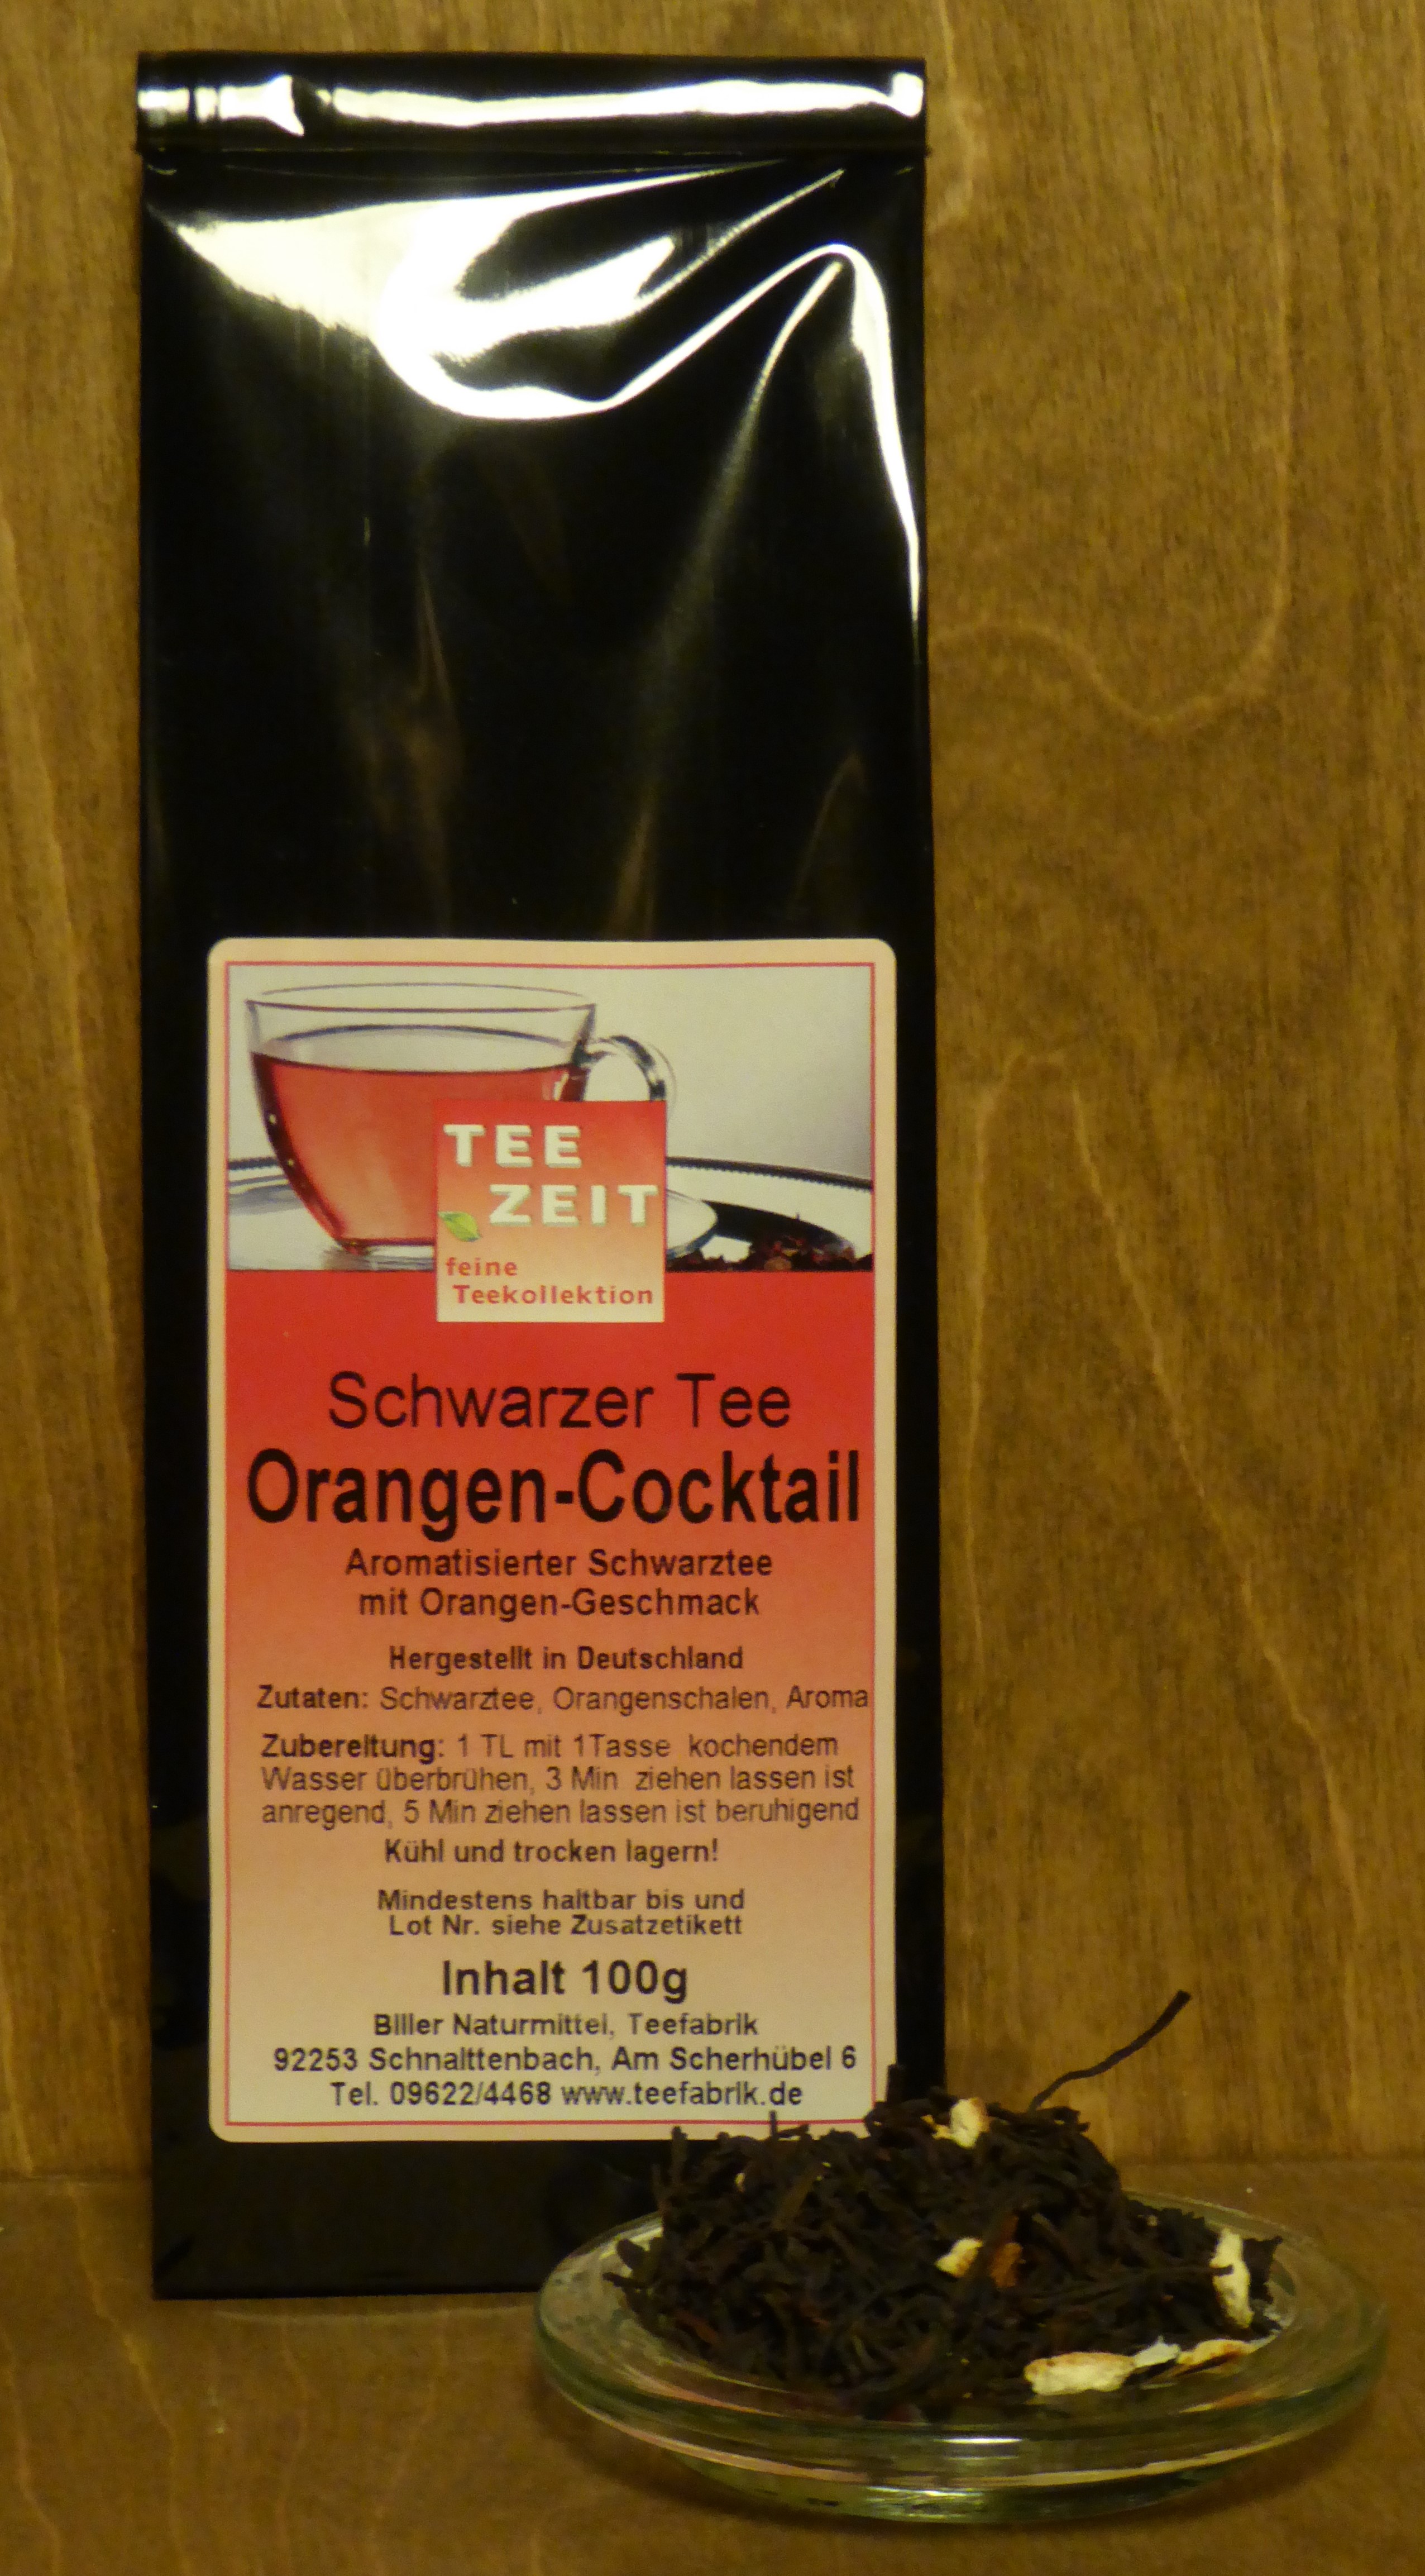 TEE
ZEIT
feine
Teekollektion
Schwarzer Tee
Orangen-Cocktail
Aromatisierter Schwarztee
mit Orangen-Geschmack
Hergestellt in Deutschland
Zutaten: Schwarztee, Orangenschalen, Aroma
Zubereitung: 1 TL mit 1Tasse kochendem
Wasser überbrühen, 3 Min ziehen lassen ist
anregend, 5 Min ziehen lassen ist beruhigend
Kühl und trocken lagern!
Mindestens haltbar bis und
Lot Nr. siehe Zusatzetikett
Inhalt 100g
Biller Naturmittel, Teefabrik
92253 Schnaittenbach, Am Scherhübel 6
Tel. 09622/4468 www.teefabrik.de